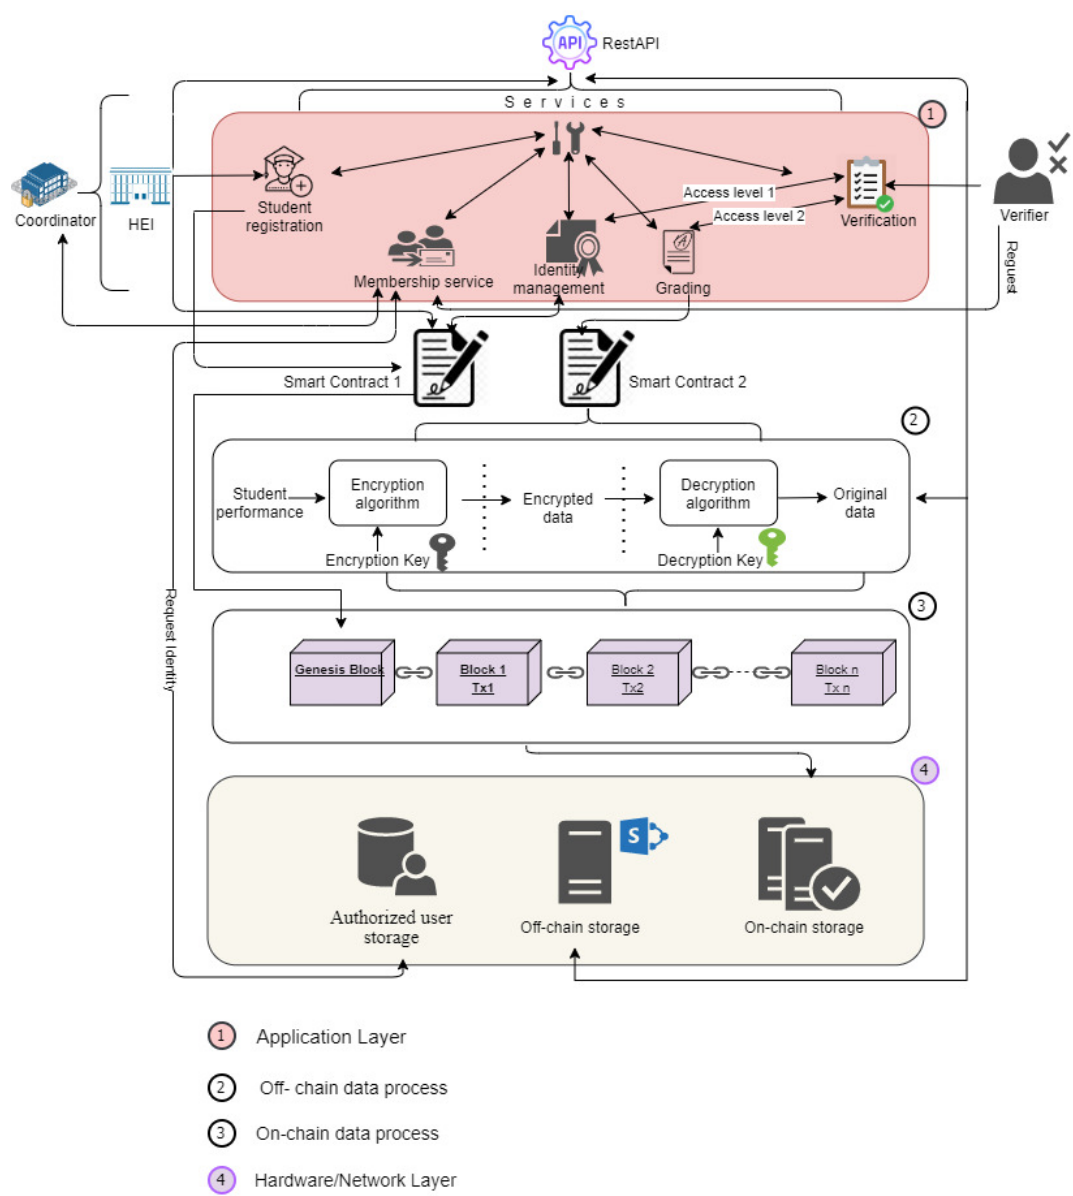 API RestAPI
Services
1
Coordinator
HEI
Student
registration
Membership service
Identity
management
Grading
Access level 1
Access level 2
Verification
Verifier
Request
Smart Contract 1
Smart Contract 2
2
Student
performance
Encryption
algorithm
Encryption Key
Encrypted
data
Decryption
algorithm
Decryption Key
Original
data
Request Identity
3
Genesis Block
Block 1
Tx1
Block 2
Tx2
Block n
Tx n
4
Authorized user
storage
S
Off-chain storage
On-chain storage
1 Application Layer
2 Off- chain data process
3 On-chain data process
4 Hardware/Network Layer